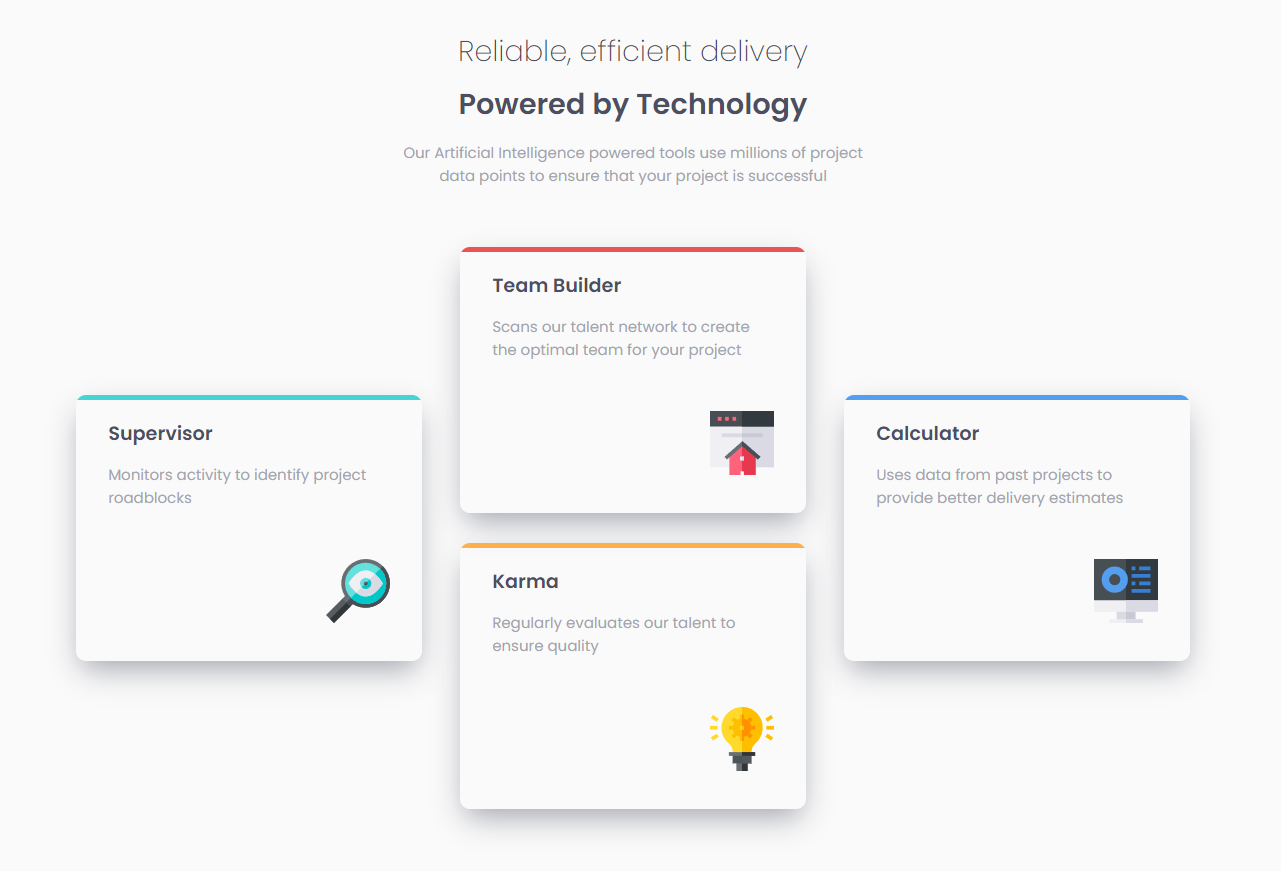 Reliable, efficient delivery
Powered by Technology
Our Artificial Intelligence powered tools use millions of project
data points to ensure that your project is successful
Team Builder
Scans our talent network to create
the optimal team for your project
Supervisor
Monitors activity to identify project
roadblocks
Calculator
Uses data from past projects to
provide better delivery estimates
Karma
Regularly evaluates our talent to
ensure quality